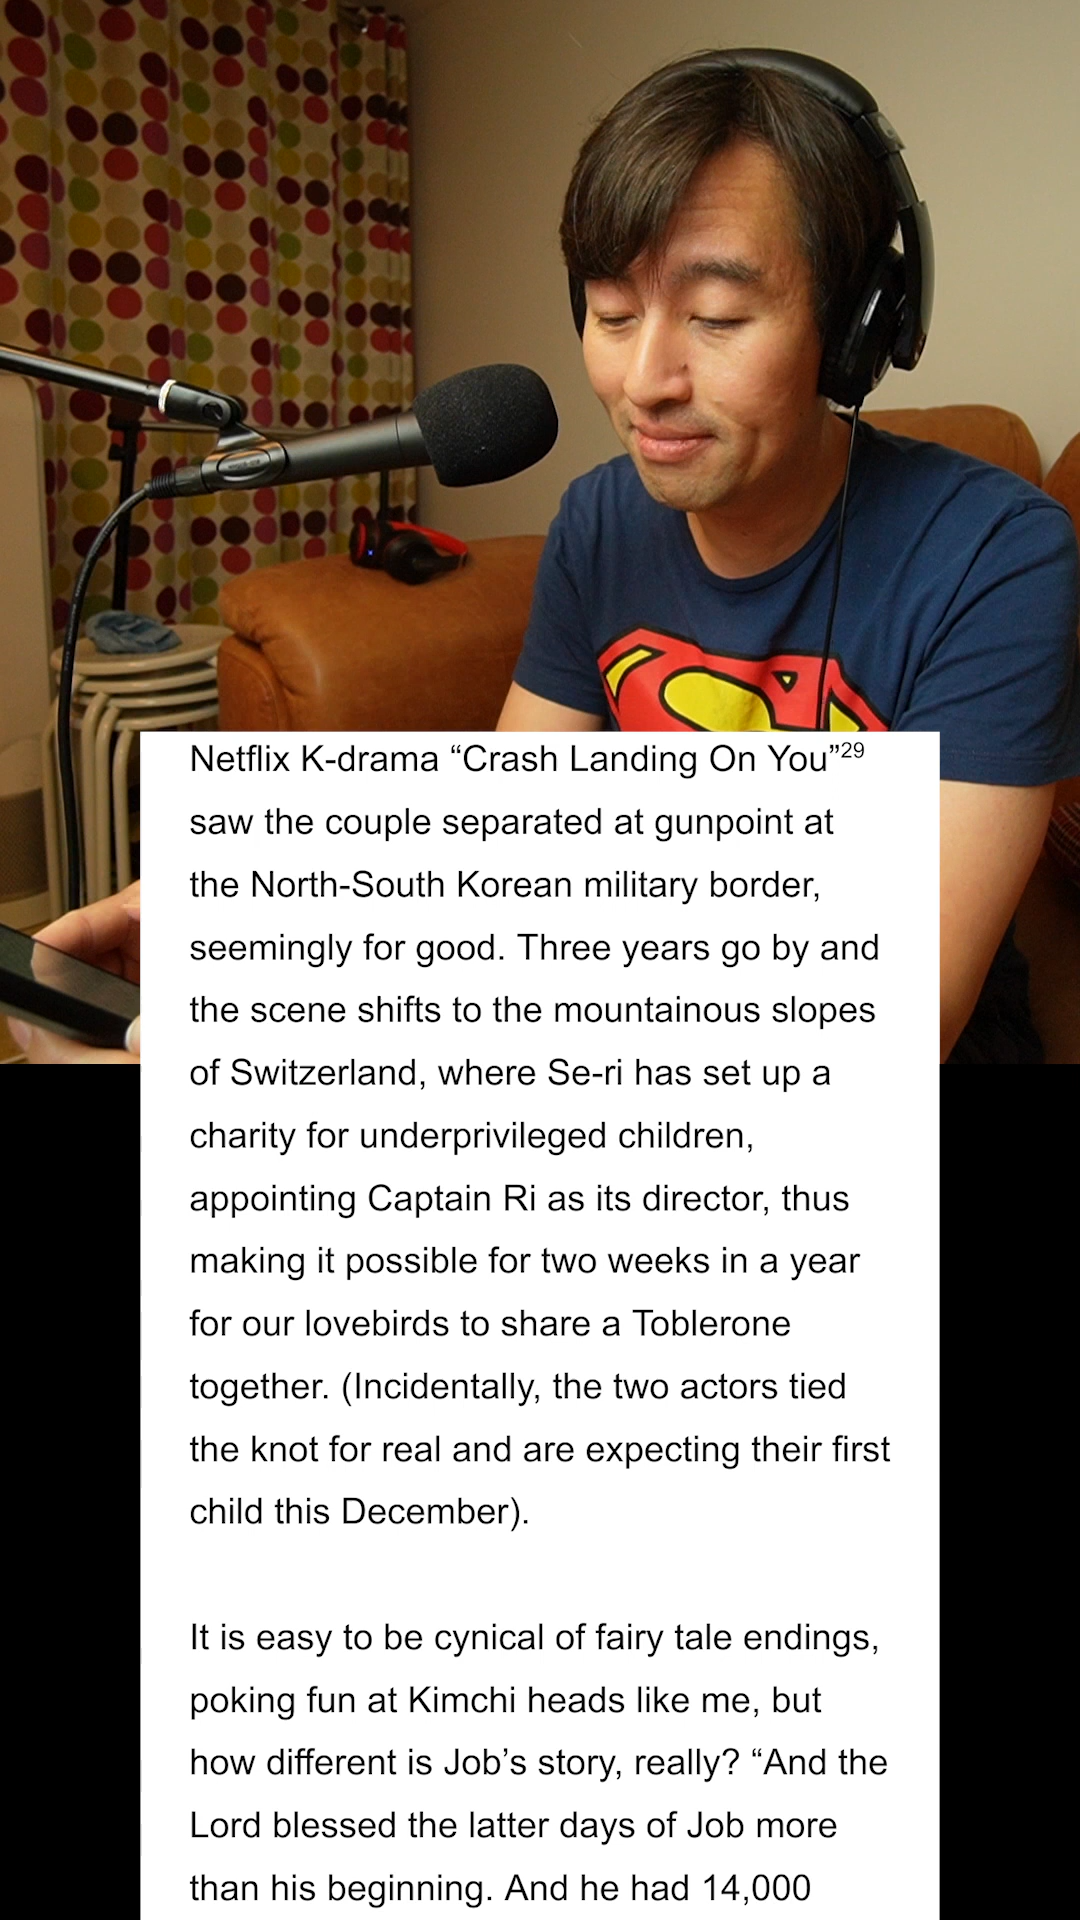 Netflix K-drama “Crash Landing On You”29
saw the couple separated at gunpoint at
the North-South Korean military border,
seemingly for good. Three years go by and
the scene shifts to the mountainous slopes
of Switzerland, where Se-ri has set up a
charity for underprivileged children,
appointing Captain Ri as its director, thus
making it possible for two weeks in a year
for our lovebirds to share a Toblerone
together. (Incidentally, the two actors tied
the knot for real and are expecting their first
child this December).
It is easy to be cynical of fairy tale endings,
poking fun at Kimchi heads like me, but
how different is Job’s story, really? “And the
Lord blessed the latter days of Job more
than his beginning. And he had 14,000